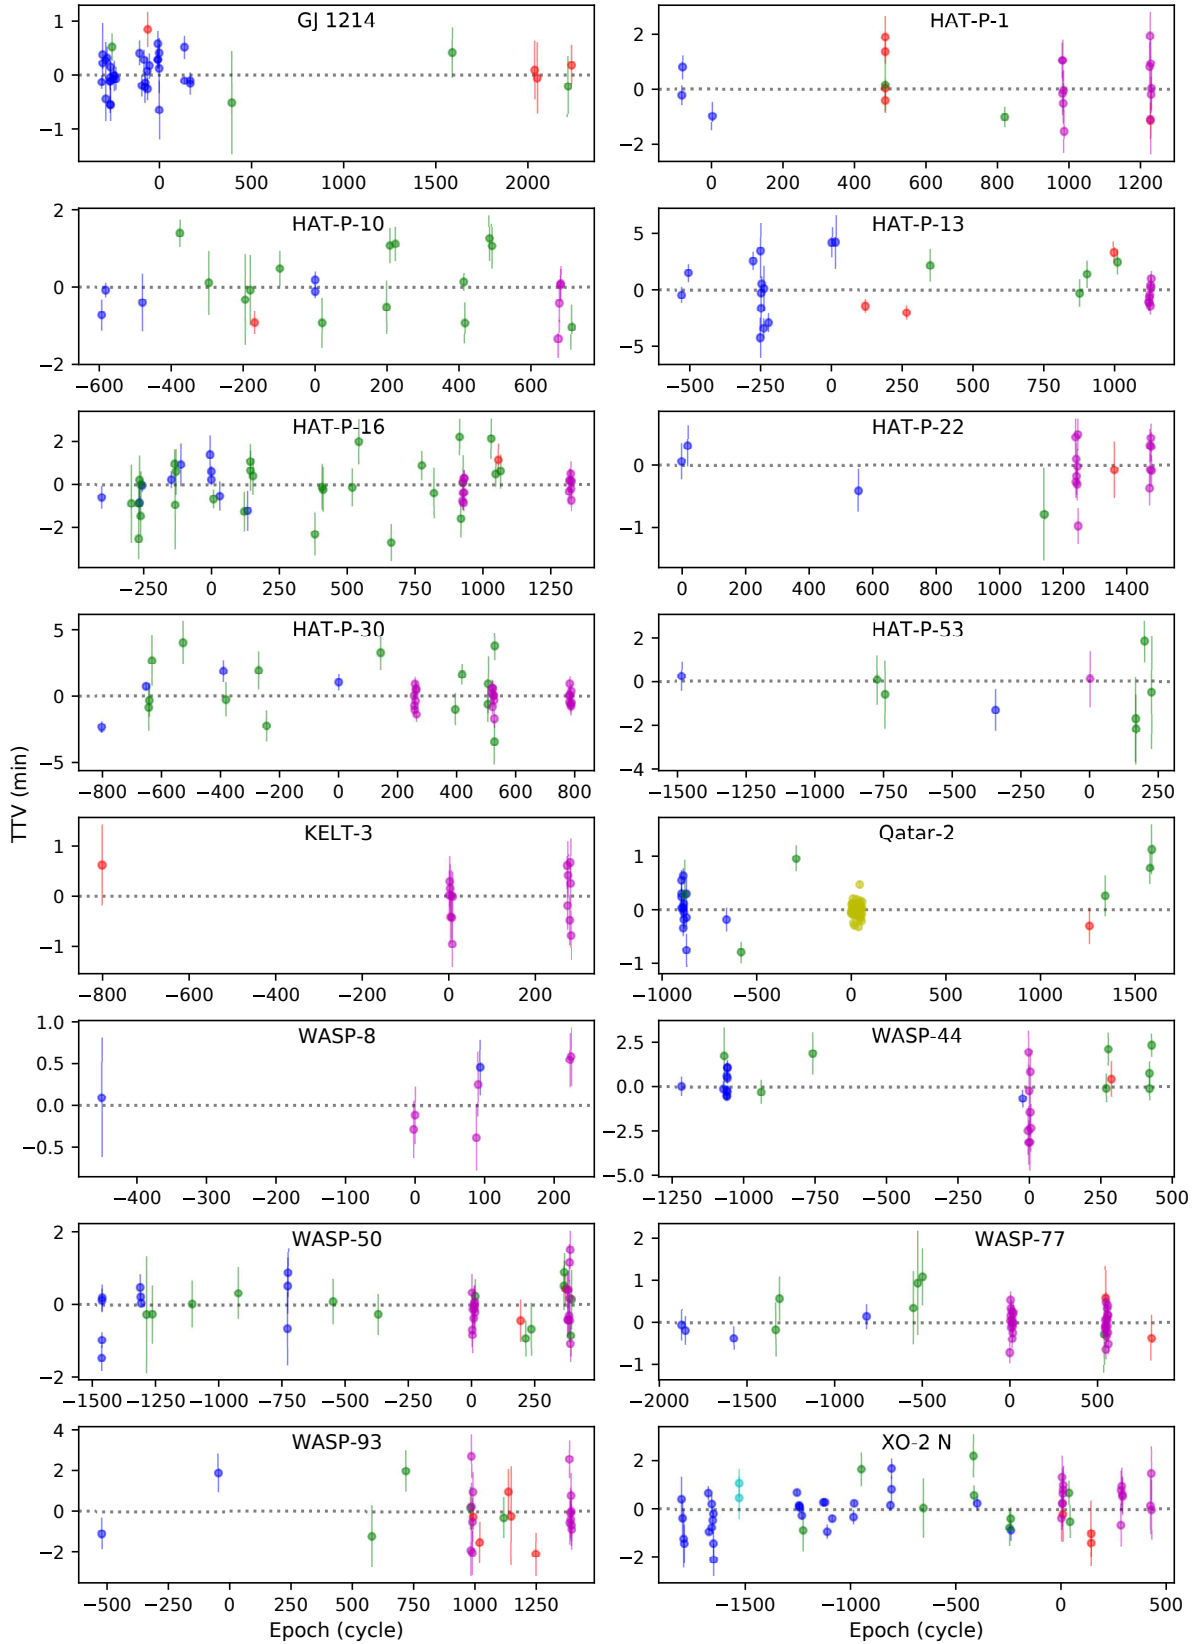 GJ 1214
1
0
−1
0 500 1000 1500 2000
HAT-P-1
2
0
−2
0 200 400 600 800 1000 1200
HAT-P-10
2
0
−2
−600 −400 −200 0 200 400 600
HAT-P-13
5
0
−5
−500 −250 0 250 500 750 1000
HAT-P-16
2
0
−2
−250 0 250 500 750 1000 1250
HAT-P-22
0
−1
0 200 400 600 800 1000 1200 1400
HAT-P-30
5
0
−5
−800 −600 −400 −200 0 200 400 600 800
HAT-P-53
2
0
−2
−4
−1500 −1250 −1000 −750 −500 −250 0 250
TTV (min)
KELT-3
1
0
−1
−800 −600 −400 −200 0 200
Qatar-2
1
0
−1
−1000 −500 0 500 1000 1500
WASP-8
1.0
0.5
0.0
−0.5
−400 −300 −200 −100 0 100 200
WASP-44
2.5
0.0
−2.5
−5.0
−1250 −1000 −750 −500 −250 0 250 500
WASP-50
2
0
−2
−1500 −1250 −1000 −750 −500 −250 0 250
WASP-77
2
1
0
−1
−2000 −1500 −1000 −500 0 500
WASP-93
4
2
0
−2
−500 −250 0 250 500 750 1000 1250
Epoch (cycle)
XO-2 N
2
0
−2
−1500 −1000 −500 0
Epoch (cycle)